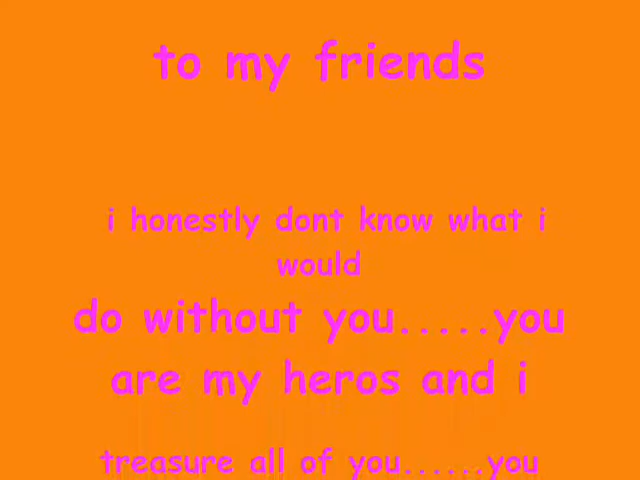 to my friends
i honestly dont know what i
would
do without you.....you
are my heros and i
treasure all of you......you